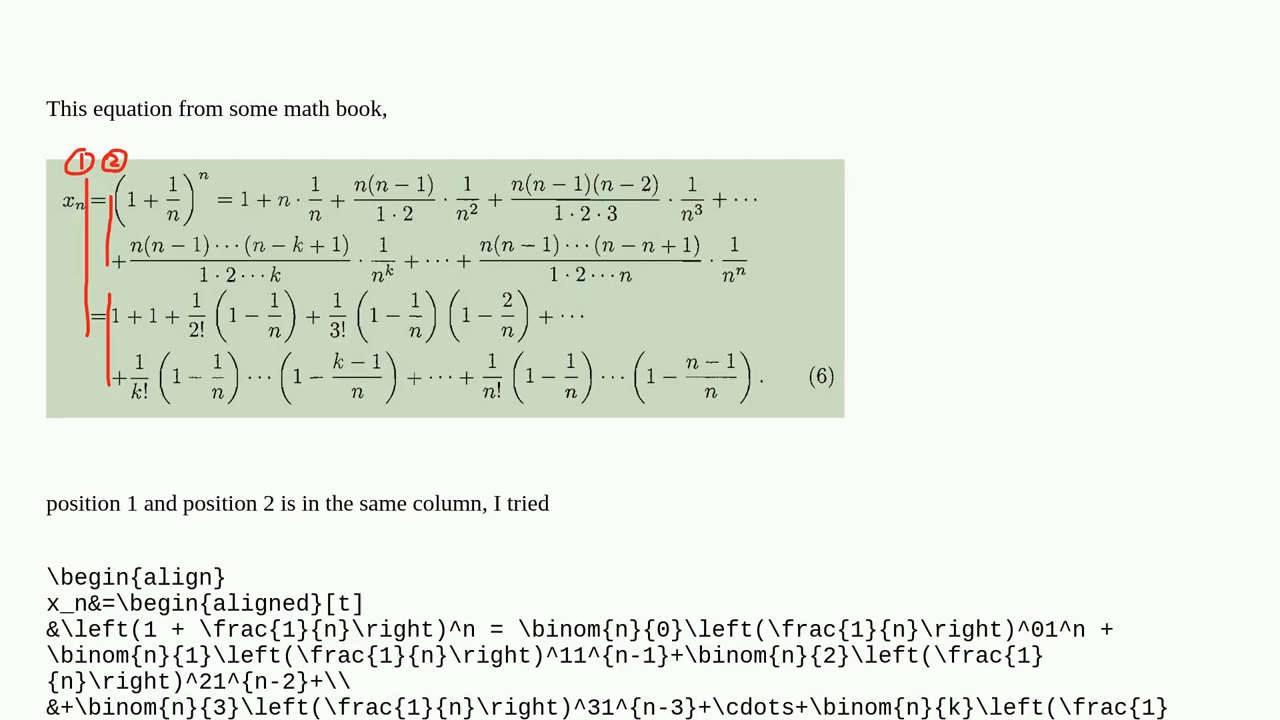 This equation from some math book,
① ②
x_n = (1 + 1/n)^n = 1 + n · 1/n + n(n − 1)/1 · 2 · 1/n^2 + n(n − 1)(n − 2)/1 · 2 · 3 · 1/n^3 + ···
+ n(n − 1) ··· (n − k + 1)/1 · 2 ··· k · 1/n^k + ··· + n(n − 1) ··· (n − n + 1)/1 · 2 ··· n · 1/n^n
= 1 + 1 + 1/2! (1 − 1/n) + 1/3! (1 − 1/n) (1 − 2/n) + ···
+ 1/k! (1 − 1/n) ··· (1 − k − 1/n) + ··· + 1/n! (1 − 1/n) ··· (1 − n − 1/n) . (6)
position 1 and position 2 is in the same column, I tried
\begin{align}
x_n&=\begin{aligned}[t]
&\left(1 + \frac{1}{n}\right)^n = \binom{n}{0}\left(\frac{1}{n}\right)^01^n +
\binom{n}{1}\left(\frac{1}{n}\right)^11^{n-1}+\binom{n}{2}\left(\frac{1}
{n}\right)^21^{n-2}+\\
&+\binom{n}{3}\left(\frac{1}{n}\right)^31^{n-3}+\cdots+\binom{n}{k}\left(\frac{1}